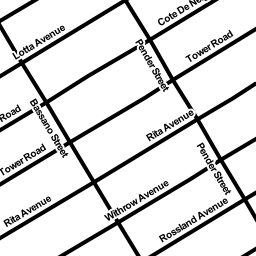 Cote De Ne
Lotta Avenue
Pender Street
Tower Road
Road
Bassano Street
Rita Avenue
Tower Road
Pender Street
Withrow Avenue
Rita Avenue
Rossland Avenue